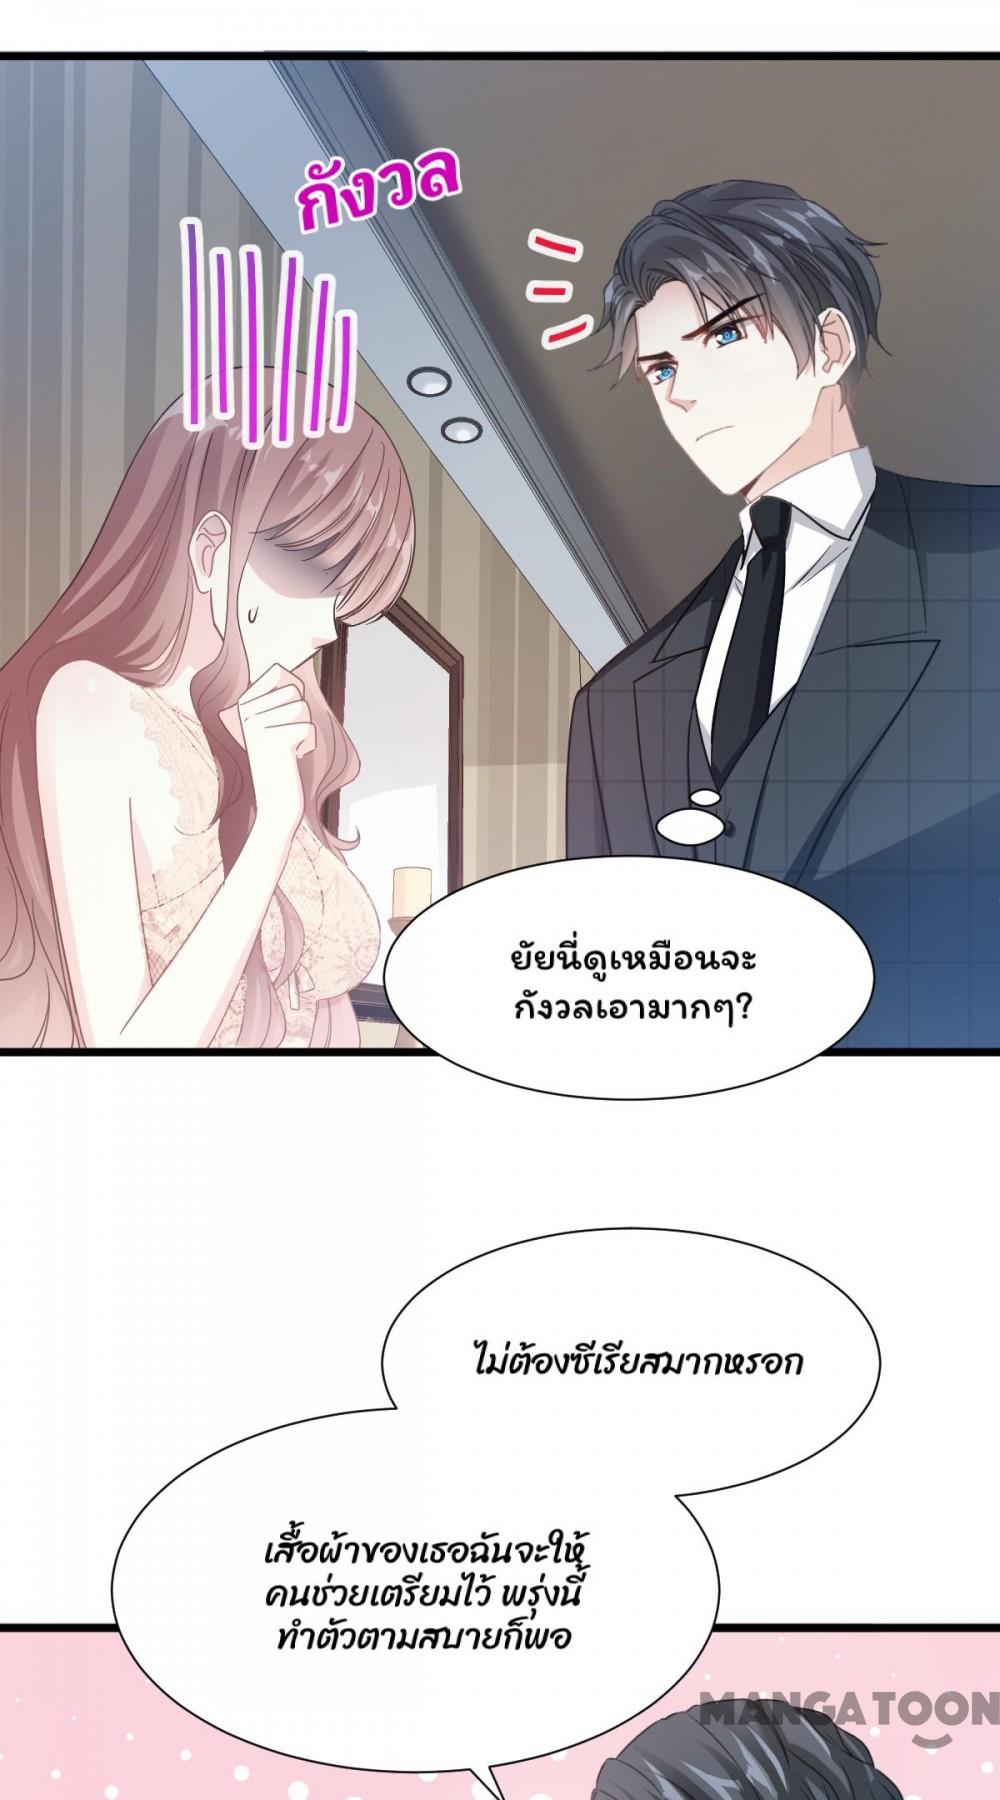 กังวล
ยัยนี่ดูเหมือนจะ
กังวลเอามากๆ?
ไม่ต้องซีเรียสมากหรอก
เสื้อผ้าของเธอฉันจะให้
คนช่วยเตรียมไว้ พรุ่งนี้
ทำตัวตามสบายก็พอ
MANGATOON